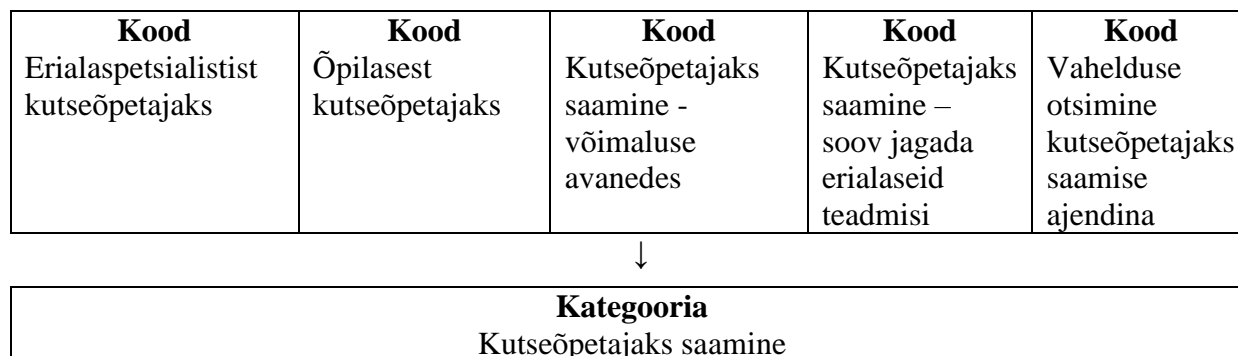 Kood
Erialaspetsialistist
kutseõpetajaks
Kood
Õpilasest
kutseõpetajaks
Kood
Kutseõpetajaks
saamine -
võimaluse
avanedes
Kood
Kutseõpetajaks
saamine –
soov jagada
erialaseid
teadmisi
Kood
Vahelduse
otsimine
kutseõpetajaks
saamise
ajendina
↓
Kategooria
Kutseõpetajaks saamine